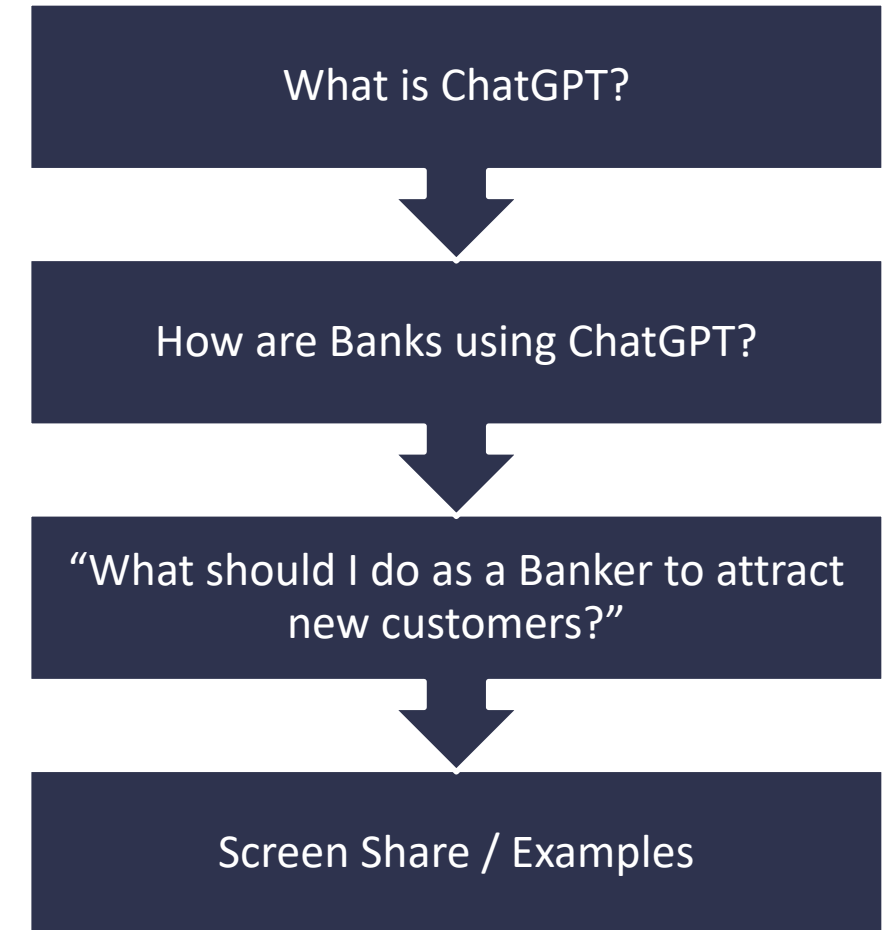 What is ChatGPT?
How are Banks using ChatGPT?
“What should I do as a Banker to attract
new customers?”
Screen Share / Examples